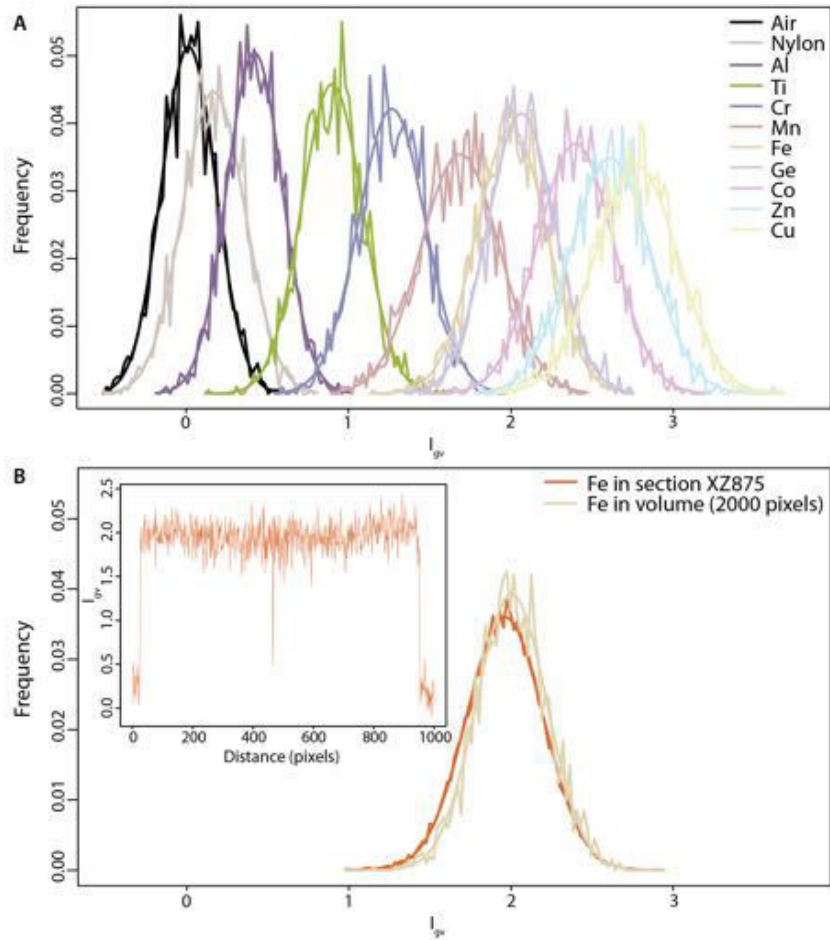 A
Air
Nylon
Al
Ti
Cr
Mn
Fe
Ge
Co
Zn
Cu
Frequency
0.00 0.01 0.02 0.03 0.04 0.05
0 1 2 3
Igv
B
Fe in section XZ875
Fe in volume (2000 pixels)
Frequency
0.00 0.01 0.02 0.03 0.04 0.05
Igv
0.0 0.5 1.0 1.5 2.0 2.5
0 200 400 600 800 1000
Distance (pixels)
0 1 2 3
Igv